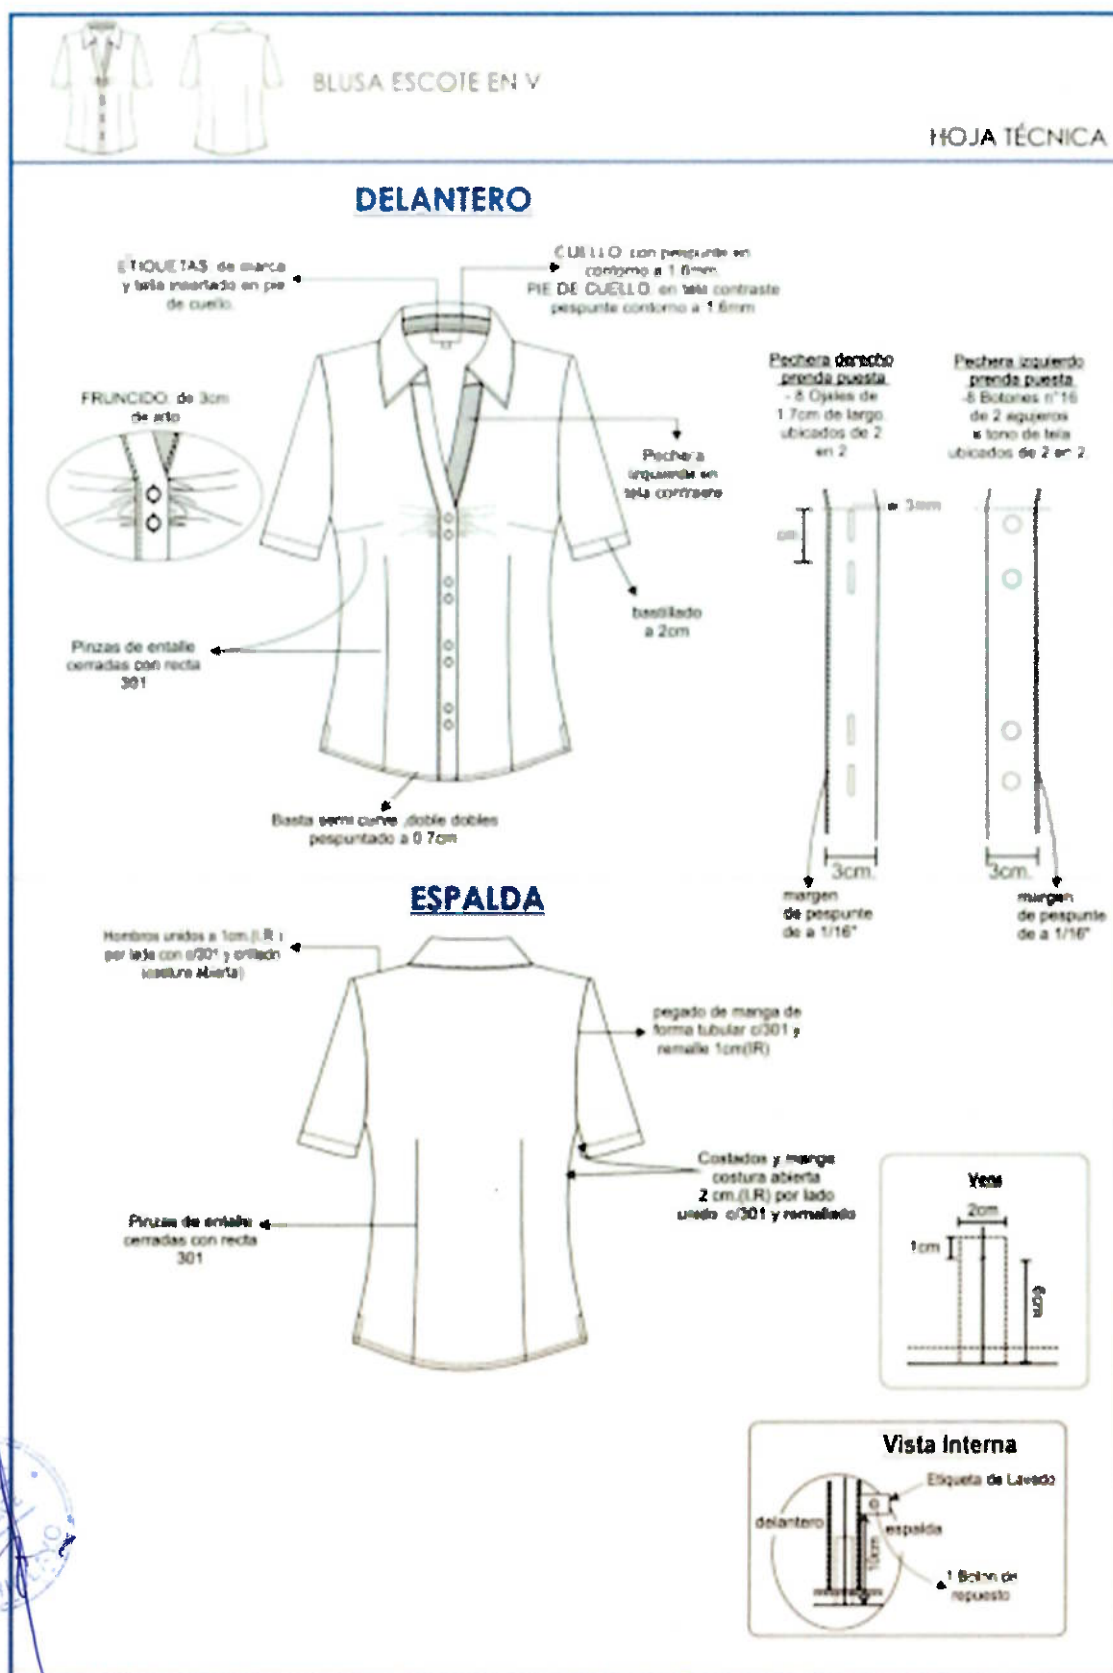 BLUSA ESCOTE EN V
HOJA TÉCNICA
DELANTERO
ETIQUETAS: de marca
y talla insertado en pie
de cuello.
CUELLO: con pespunte en
contorno a 1.6mm.
PIE DE CUELLO: en tela contraste
pespunte contorno a 1.6mm
FRUNCIDO: de 3cm
de alto
Pechera
izquierda en
tela contraste
Pechera derecho
prenda puesta
- 8 Ojales de
1.7cm de largo
ubicados de 2
en 2
Pechera izquierdo
prenda puesta
-8 Botones n°16
de 2 agujeros
a tono de tela
ubicados de 2 en 2
3mm
cm
bastillado
a 2cm
Pinzas de entalle
cerradas con recta
301
Basta semi curva ,doble dobles
pespuntado a 0.7cm
3cm.
3cm.
margen
de pespunte
de a 1/16"
margen
de pespunte
de a 1/16"
ESPALDA
Hombros unidos a 1cm.(I.R.)
por lado con c/301 y orillado
(costura abierta)
pegado de manga de
forma tubular c/301 y
remalle 1cm(IR)
Costados y manga
costura abierta
2 cm.(I.R) por lado
unido c/301 y remallado
Pinzas de entalle
cerradas con recta
301
2cm
1cm
6cm
Vista Interna
Etiqueta de Lavado
delantero
espalda
10cm
1 Boton de
repuesto